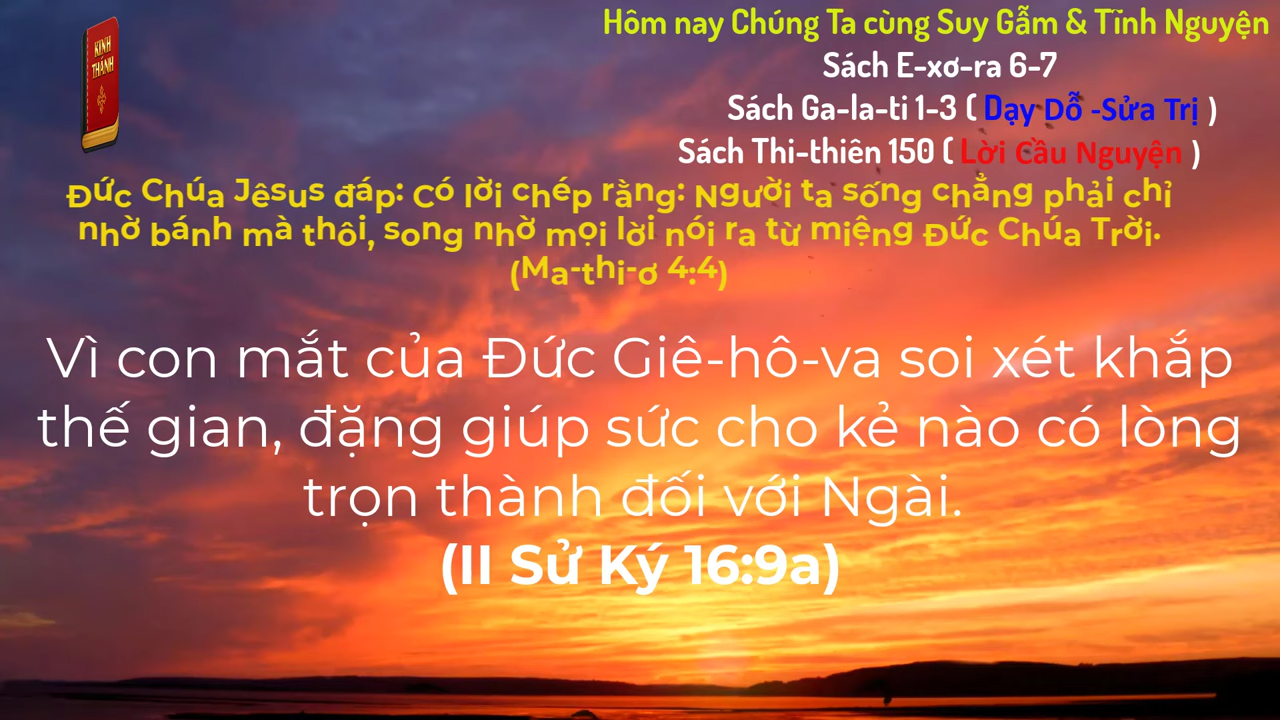 KINH
THÁNH
Hôm nay Chúng Ta cùng Suy Gẫm & Tĩnh Nguyện
Sách E-xơ-ra 6-7
Sách Ga-la-ti 1-3 ( Dạy Dỗ -Sửa Trị )
Sách Thi-thiên 150 ( Lời Cầu Nguyện )
Đức Chúa Jêsus đáp: Có lời chép rằng: Người ta sống chẳng phải chỉ
nhờ bánh mà thôi, song nhờ mọi lời nói ra từ miệng Đức Chúa Trời.
(Ma-thi-ơ 4:4)
Vì con mắt của Đức Giê-hô-va soi xét khắp
thế gian, đặng giúp sức cho kẻ nào có lòng
trọn thành đối với Ngài.
(II Sử Ký 16:9a)